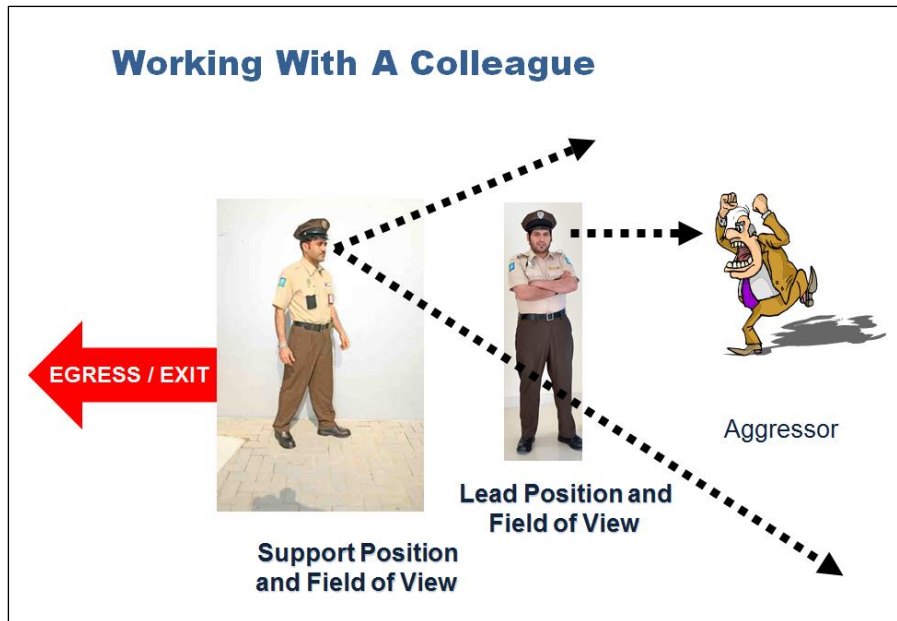 Working With A Colleague
EGRESS / EXIT
Aggressor
Lead Position and
Field of View
Support Position
and Field of View